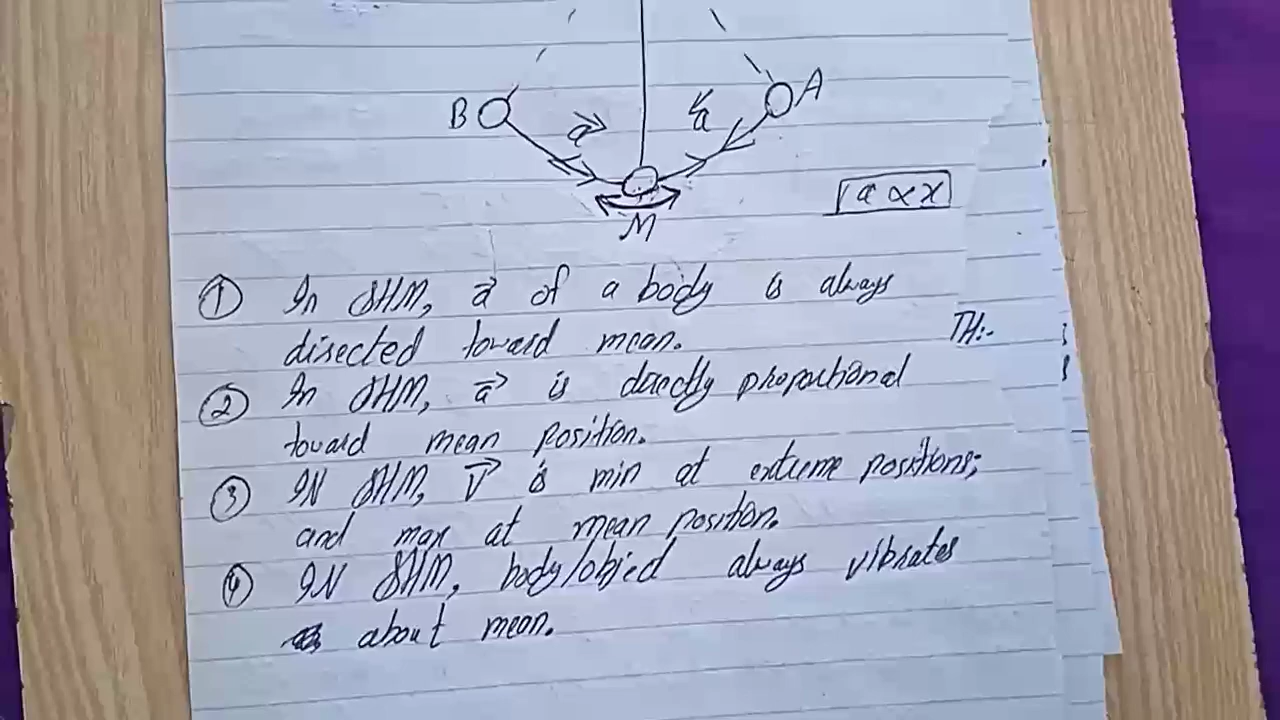 B
A
a⃗
a⃗
M
a ∝ x
① In SHM, a⃗ of a body is always
directed toward mean.
TH:-
② In SHM, a⃗ is directly proportional
toward mean position.
③ IN SHM, V⃗ is min at extreme positions;
and max at mean position.
④ IN SHM, body/object always vibrates
about mean.